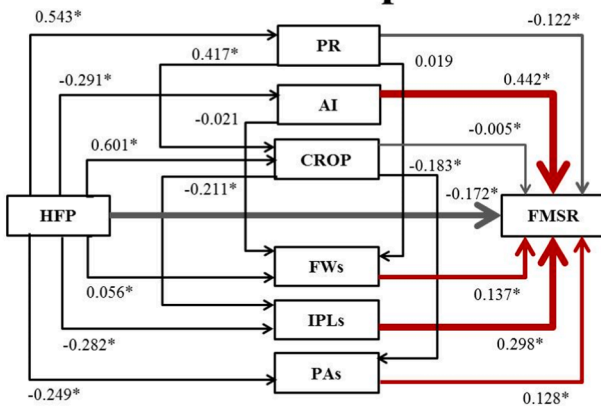 0.543*
-0.122*
PR
0.417*
0.019
-0.291*
0.442*
AI
-0.021
-0.005*
0.601*
CROP
-0.183*
-0.211*
-0.172*
HFP
FMSR
FWs
0.056*
0.137*
IPLs
-0.282*
0.298*
PAs
-0.249*
0.128*